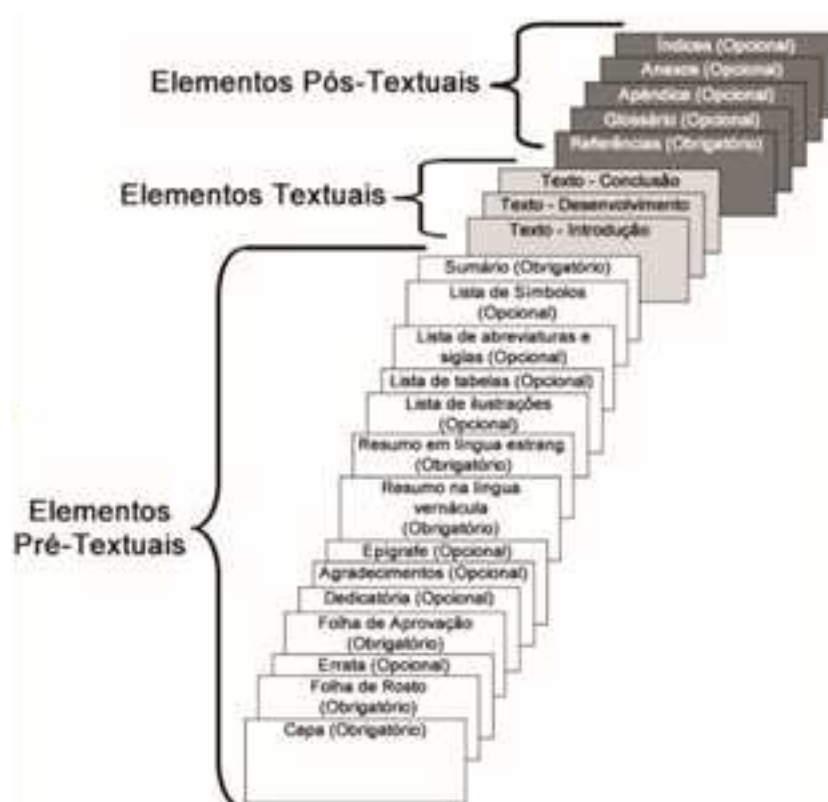 Índices (Opcional)
Anexos (Opcional)
Elementos Pós-Textuais
Apêndice (Opcional)
Glossário (Opcional)
Referências (Obrigatório)
Texto - Conclusão
Elementos Textuais
Texto - Desenvolvimento
Texto - Introdução
Sumário (Obrigatório)
Lista de Símbolos
(Opcional)
Lista de abreviaturas e
siglas (Opcional)
Lista de tabelas (Opcional)
Lista de ilustrações
(Opcional)
Resumo em língua estrang.
(Obrigatório)
Resumo na língua
vernácula
(Obrigatório)
Elementos
Pré-Textuais
Epígrafe (Opcional)
Agradecimentos (Opcional)
Dedicatória (Opcional)
Folha de Aprovação
(Obrigatório)
Errata (Opcional)
Folha de Rosto
(Obrigatório)
Capa (Obrigatório)